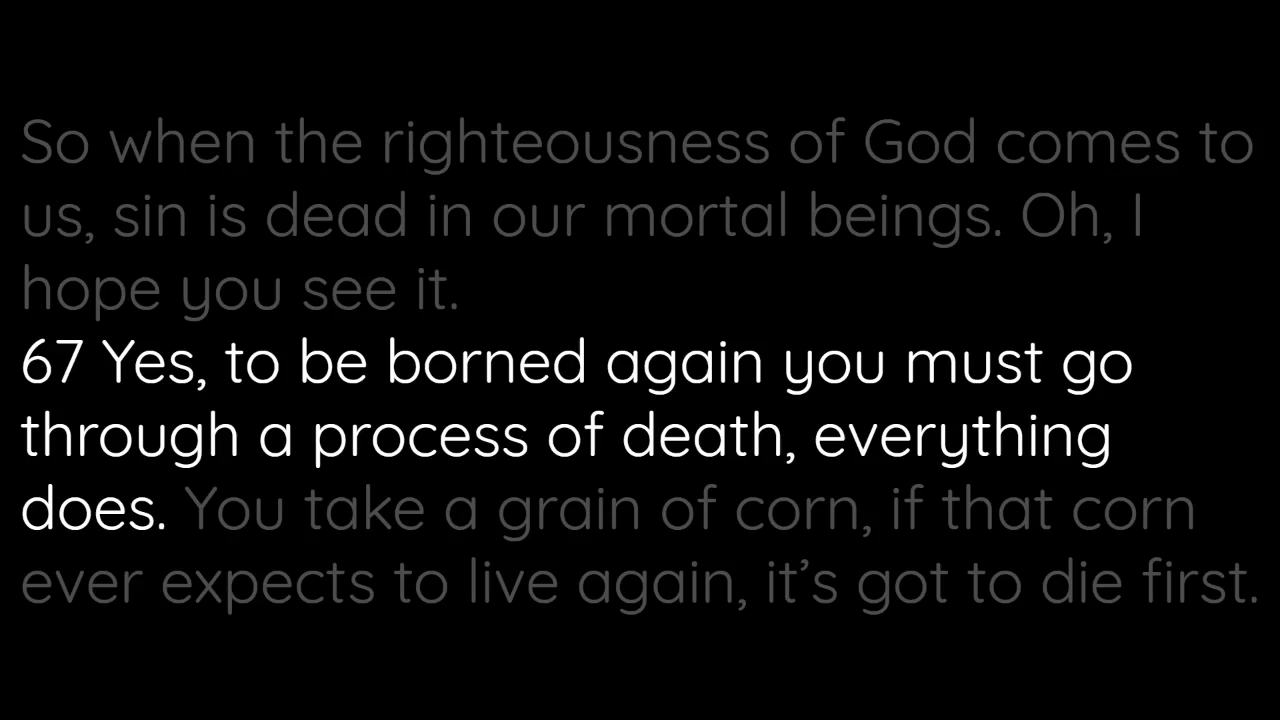 So when the righteousness of God comes to
us, sin is dead in our mortal beings. Oh, I
hope you see it.
67 Yes, to be borned again you must go
through a process of death, everything
does. You take a grain of corn, if that corn
ever expects to live again, it’s got to die first.